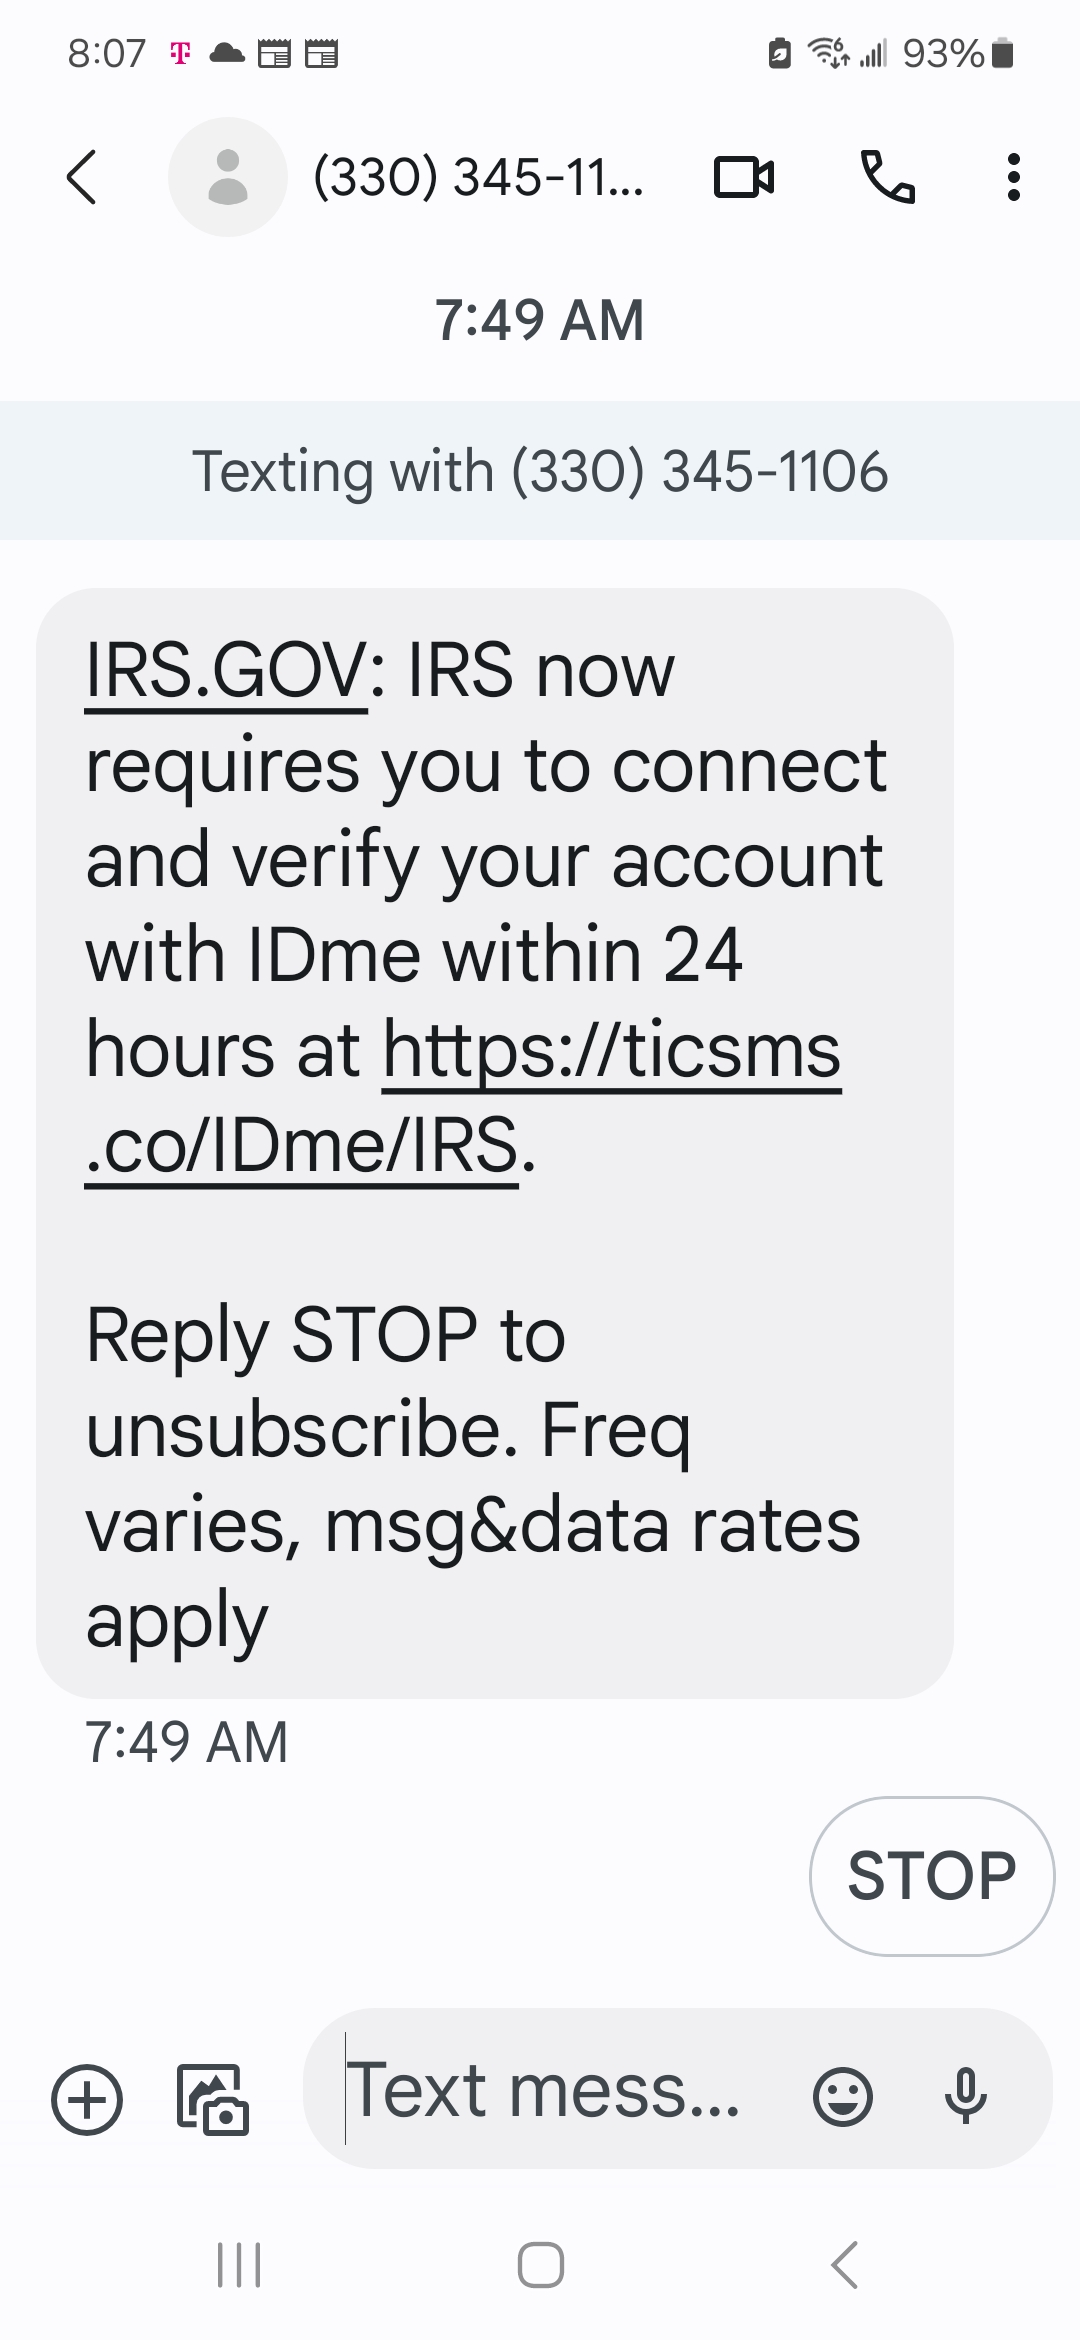 8:07
93%
(330) 345-11...
7:49 AM
Texting with (330) 345-1106
IRS.GOV: IRS now
requires you to connect
and verify your account
with IDme within 24
hours at https://ticsms
.co/IDme/IRS.
Reply STOP to
unsubscribe. Freq
varies, msg&data rates
apply
7:49 AM
STOP
Text mess...